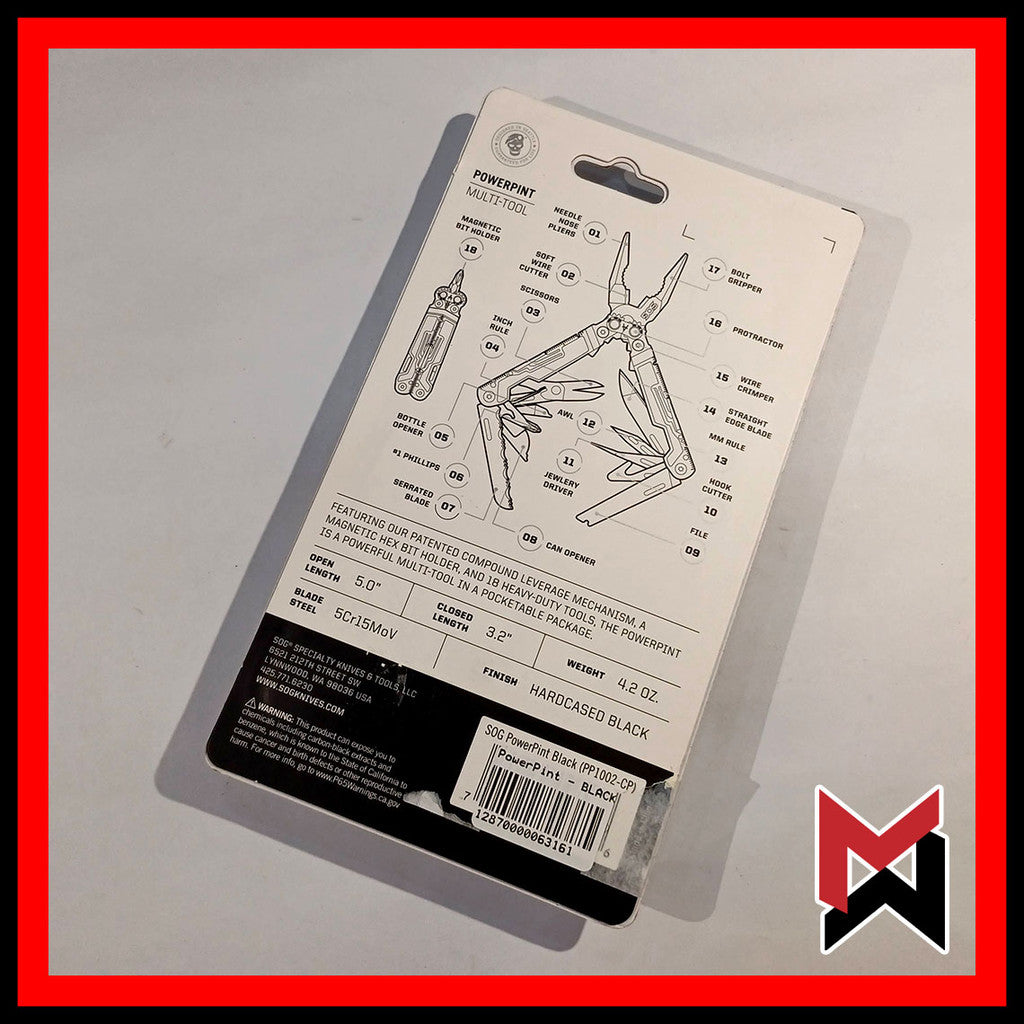 DESIGNED IN SEATTLE
POWERPINT
MULTI-TOOL
MAGNETIC
BIT HOLDER
18
NEEDLE
NOSE
PLIERS
01
SOFT
WIRE
CUTTER
02
SCISSORS
03
INCH
RULE
04
17
BOLT
GRIPPER
16
PROTRACTOR
15
WIRE
CRIMPER
14
STRAIGHT
EDGE BLADE
MM RULE
13
HOOK
CUTTER
10
FILE
09
AWL
12
11
JEWLERY
DRIVER
BOTTLE
OPENER
05
#1 PHILLIPS
06
SERRATED
BLADE
07
08
CAN OPENER
SOG
FEATURING OUR PATENTED COMPOUND LEVERAGE MECHANISM, A
MAGNETIC HEX BIT HOLDER, AND 18 HEAVY-DUTY TOOLS, THE POWERPINT
IS A POWERFUL MULTI-TOOL IN A POCKETABLE PACKAGE.
OPEN
LENGTH
5.0"
CLOSED
LENGTH
3.2"
WEIGHT
4.2 OZ.
BLADE
STEEL
5Cr15MoV
FINISH
HARDCASED BLACK
SOG® SPECIALTY KNIVES & TOOLS, LLC
6521 212TH STREET SW
LYNNWOOD, WA 98036 USA
425.771.6230
WWW.SOGKNIVES.COM
WARNING: This product can expose you to
chemicals including carbon-black extracts and
benzene, which is known to the State of California to
cause cancer and birth defects or other reproductive
harm. For more info, go to www.P65Warnings.ca.gov
SOG PowerPint Black (PP1002-CP)
PowerPint - BLACK
7
12870000063161
6